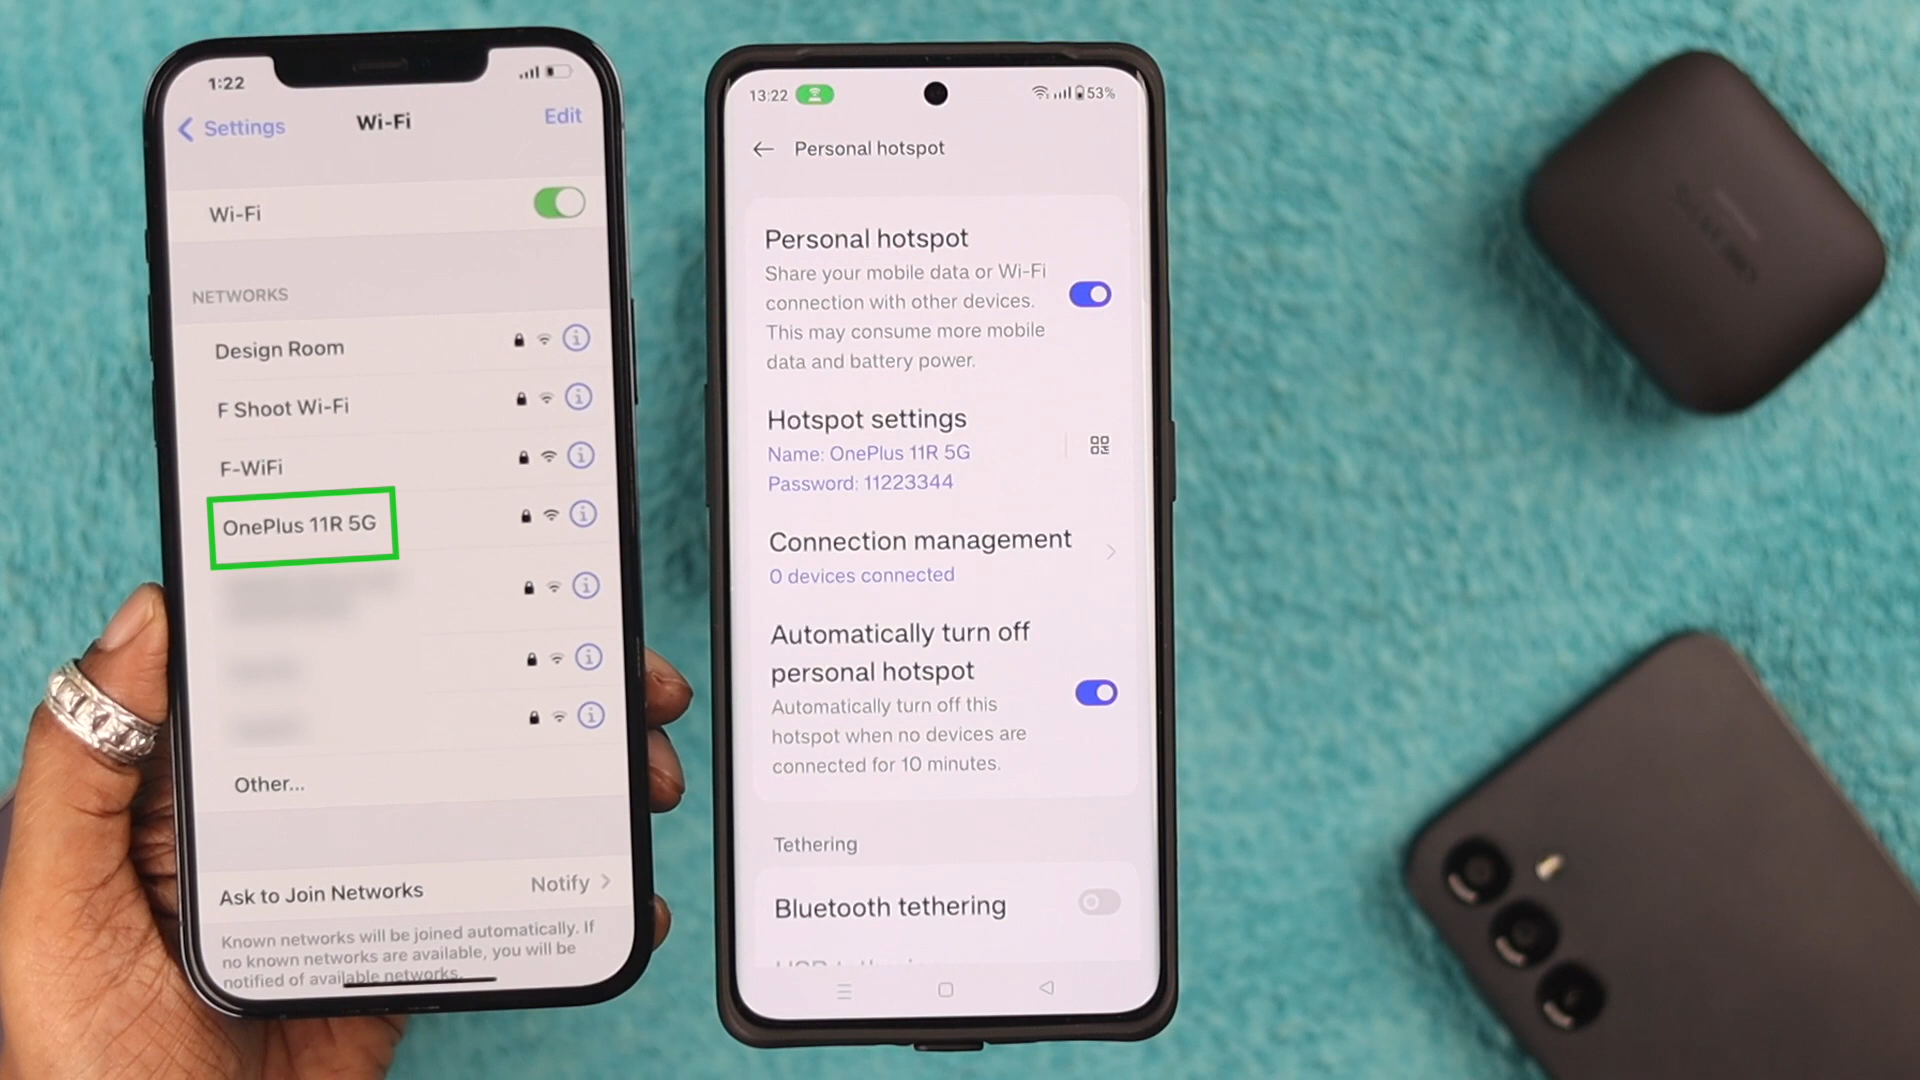 1:22
Settings
Wi-Fi
Edit
Wi-Fi
NETWORKS
Design Room
F Shoot Wi-Fi
F-WiFi
OnePlus 11R 5G
Other...
Ask to Join Networks
Notify
Known networks will be joined automatically. If
no known networks are available, you will be
notified of available networks.
13:22
53%
Personal hotspot
Personal hotspot
Share your mobile data or Wi-Fi
connection with other devices.
This may consume more mobile
data and battery power.
Hotspot settings
Name: OnePlus 11R 5G
Password: 11223344
Connection management
0 devices connected
Automatically turn off
personal hotspot
Automatically turn off this
hotspot when no devices are
connected for 10 minutes.
Tethering
Bluetooth tethering